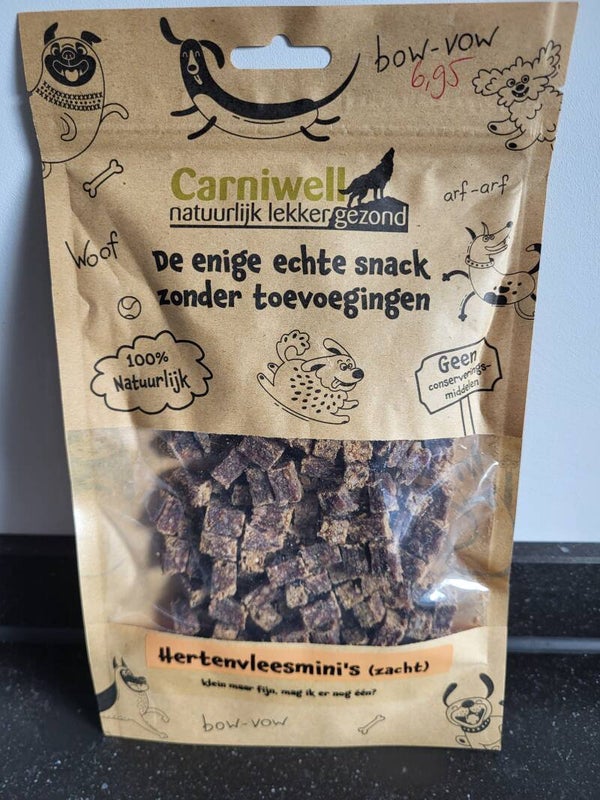 bow-vow
6,95
Carniwell
natuurlijk lekker gezond
arf-arf
Woof
De enige echte snack
zonder toevoegingen
100%
Natuurlijk
Geen
conserverings-
middelen
Hertenvleesmini's (zacht)
klein maar fijn, mag ik er nog één?
bow-vow